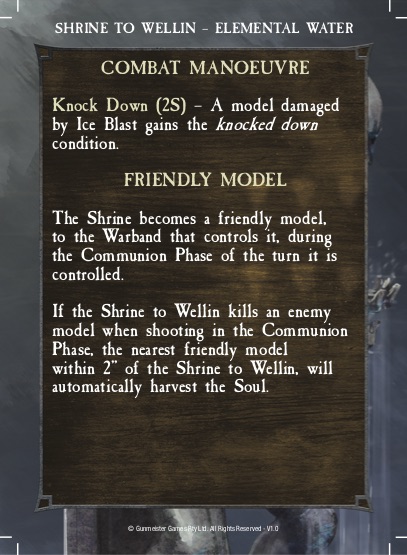 SHRINE TO WELLIN – ELEMENTAL WATER
COMBAT MANOEUVRE
Knock Down (2S) – A model damaged
by Ice Blast gains the knocked down
condition.
FRIENDLY MODEL
The Shrine becomes a friendly model,
to the Warband that controls it, during
the Communion Phase of the turn it is
controlled.
If the Shrine to Wellin kills an enemy
model when shooting in the Communion
Phase, the nearest friendly model
within 2" of the Shrine to Wellin, will
automatically harvest the Soul.
© Gunmeister Games Pty Ltd. All Rights Reserved - V1.0